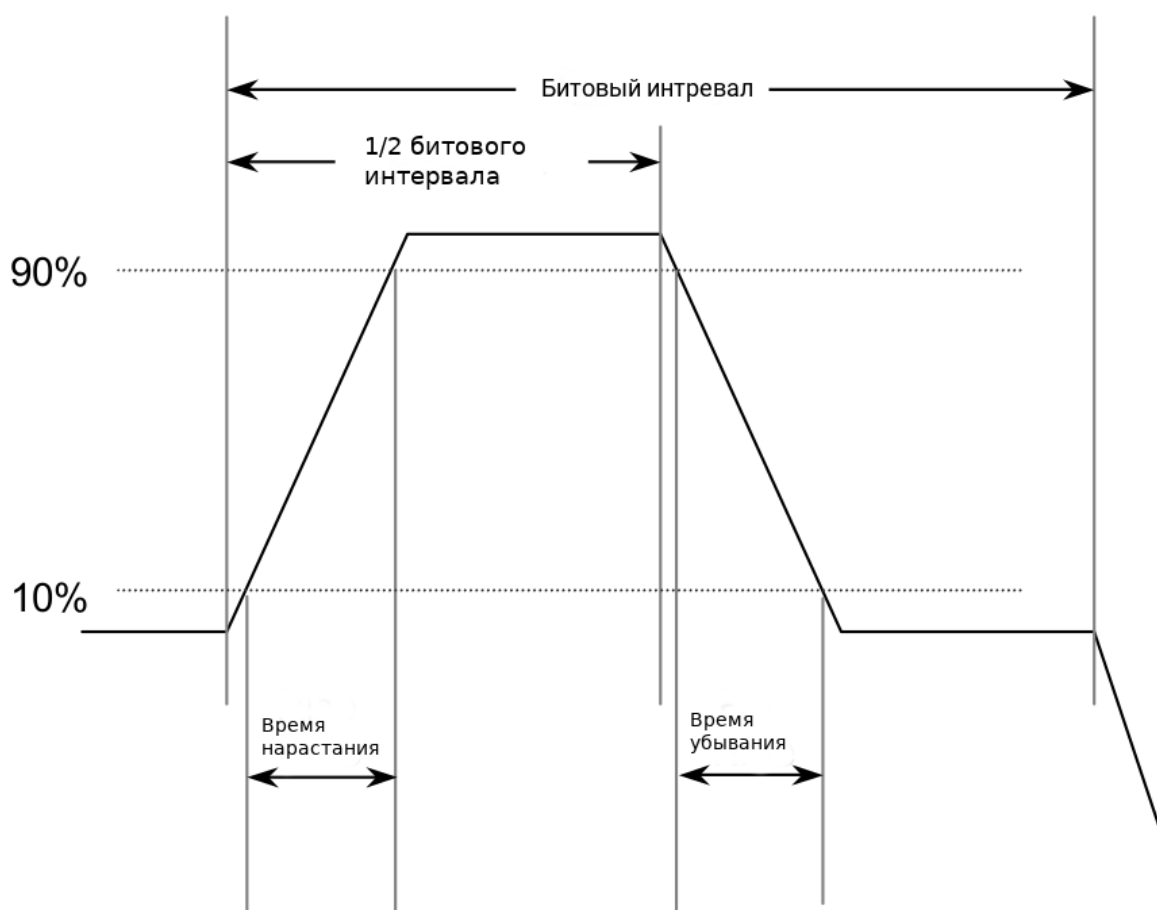 Битовый интревал
1/2 битового
интервала
90%
10%
Время
нарастания
Время
убывания